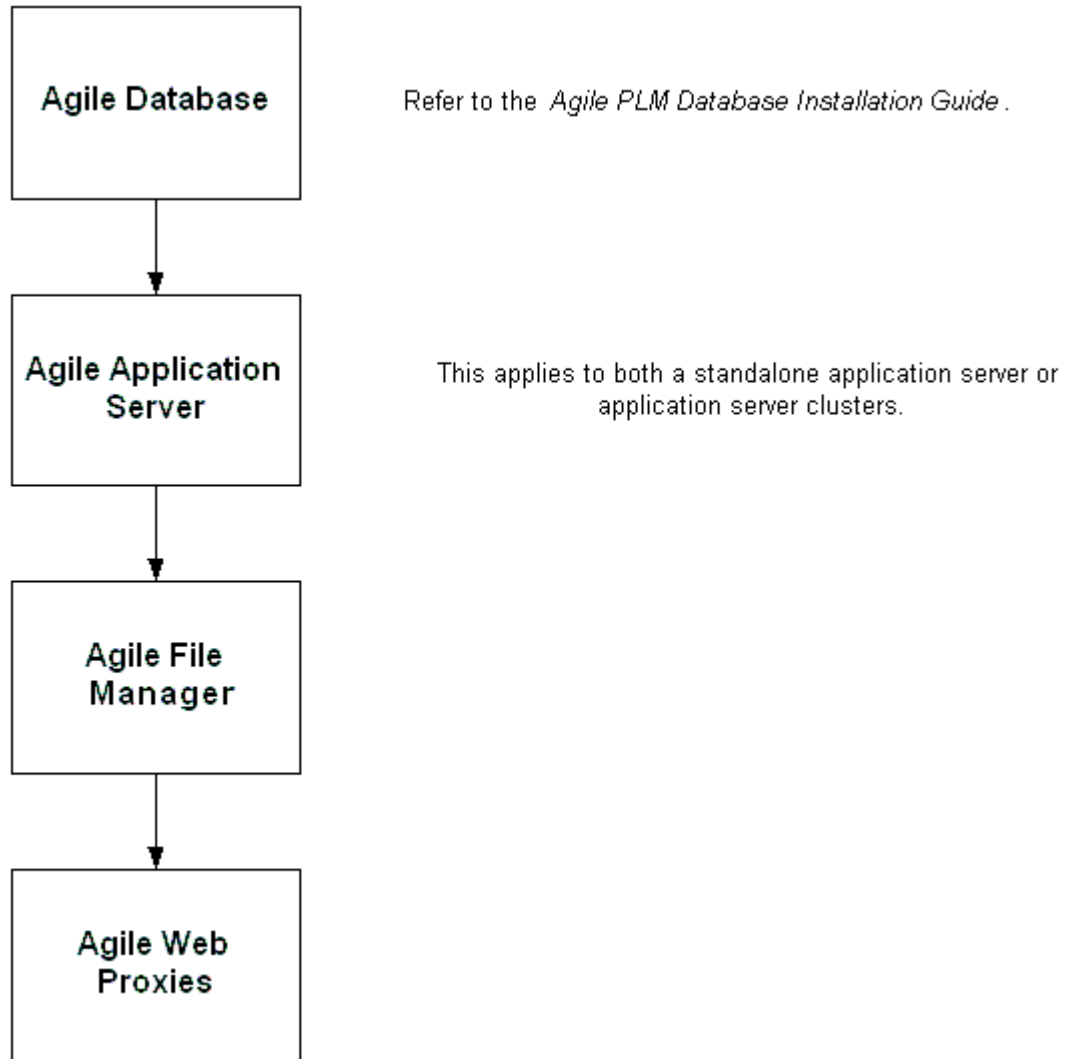 Agile Database
Refer to the Agile PLM Database Installation Guide .
Agile Application
Server
This applies to both a standalone application server or
application server clusters.
Agile File
Manager
Agile Web
Proxies